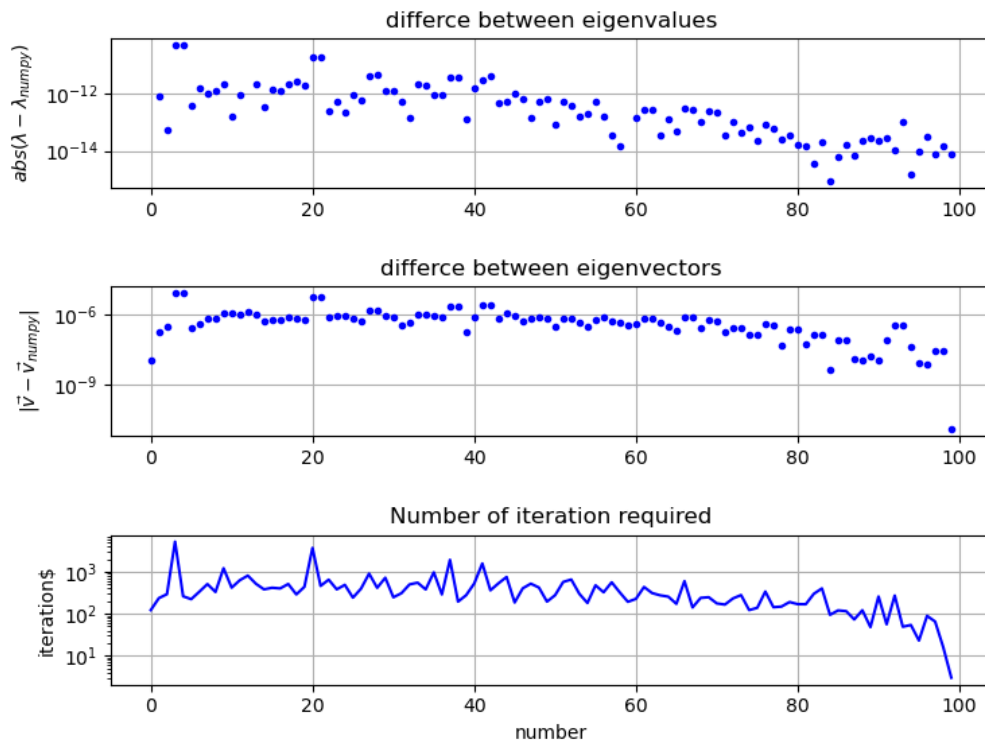 differce between eigenvalues
abs(λ − λ_numpy)
10⁻¹²
10⁻¹⁴
0 20 40 60 80 100
differce between eigenvectors
|v⃗ − v⃗_numpy|
10⁻⁶
10⁻⁹
0 20 40 60 80 100
Number of iteration required
iterations$
10³
10²
10¹
0 20 40 60 80 100
number